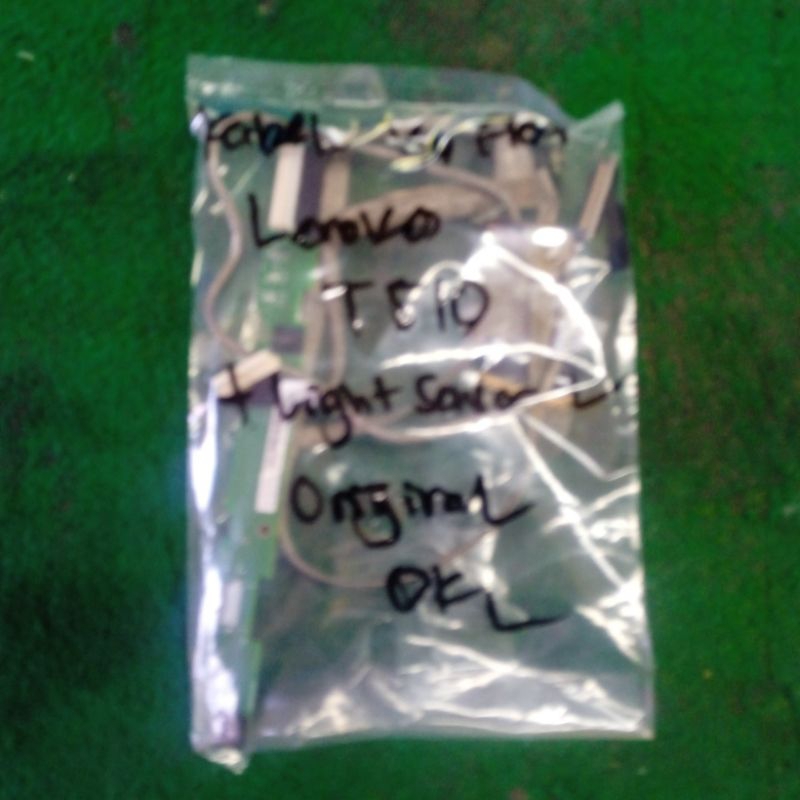 Kabel
Lenovo
T510
+ Light Sensor
Original
OK